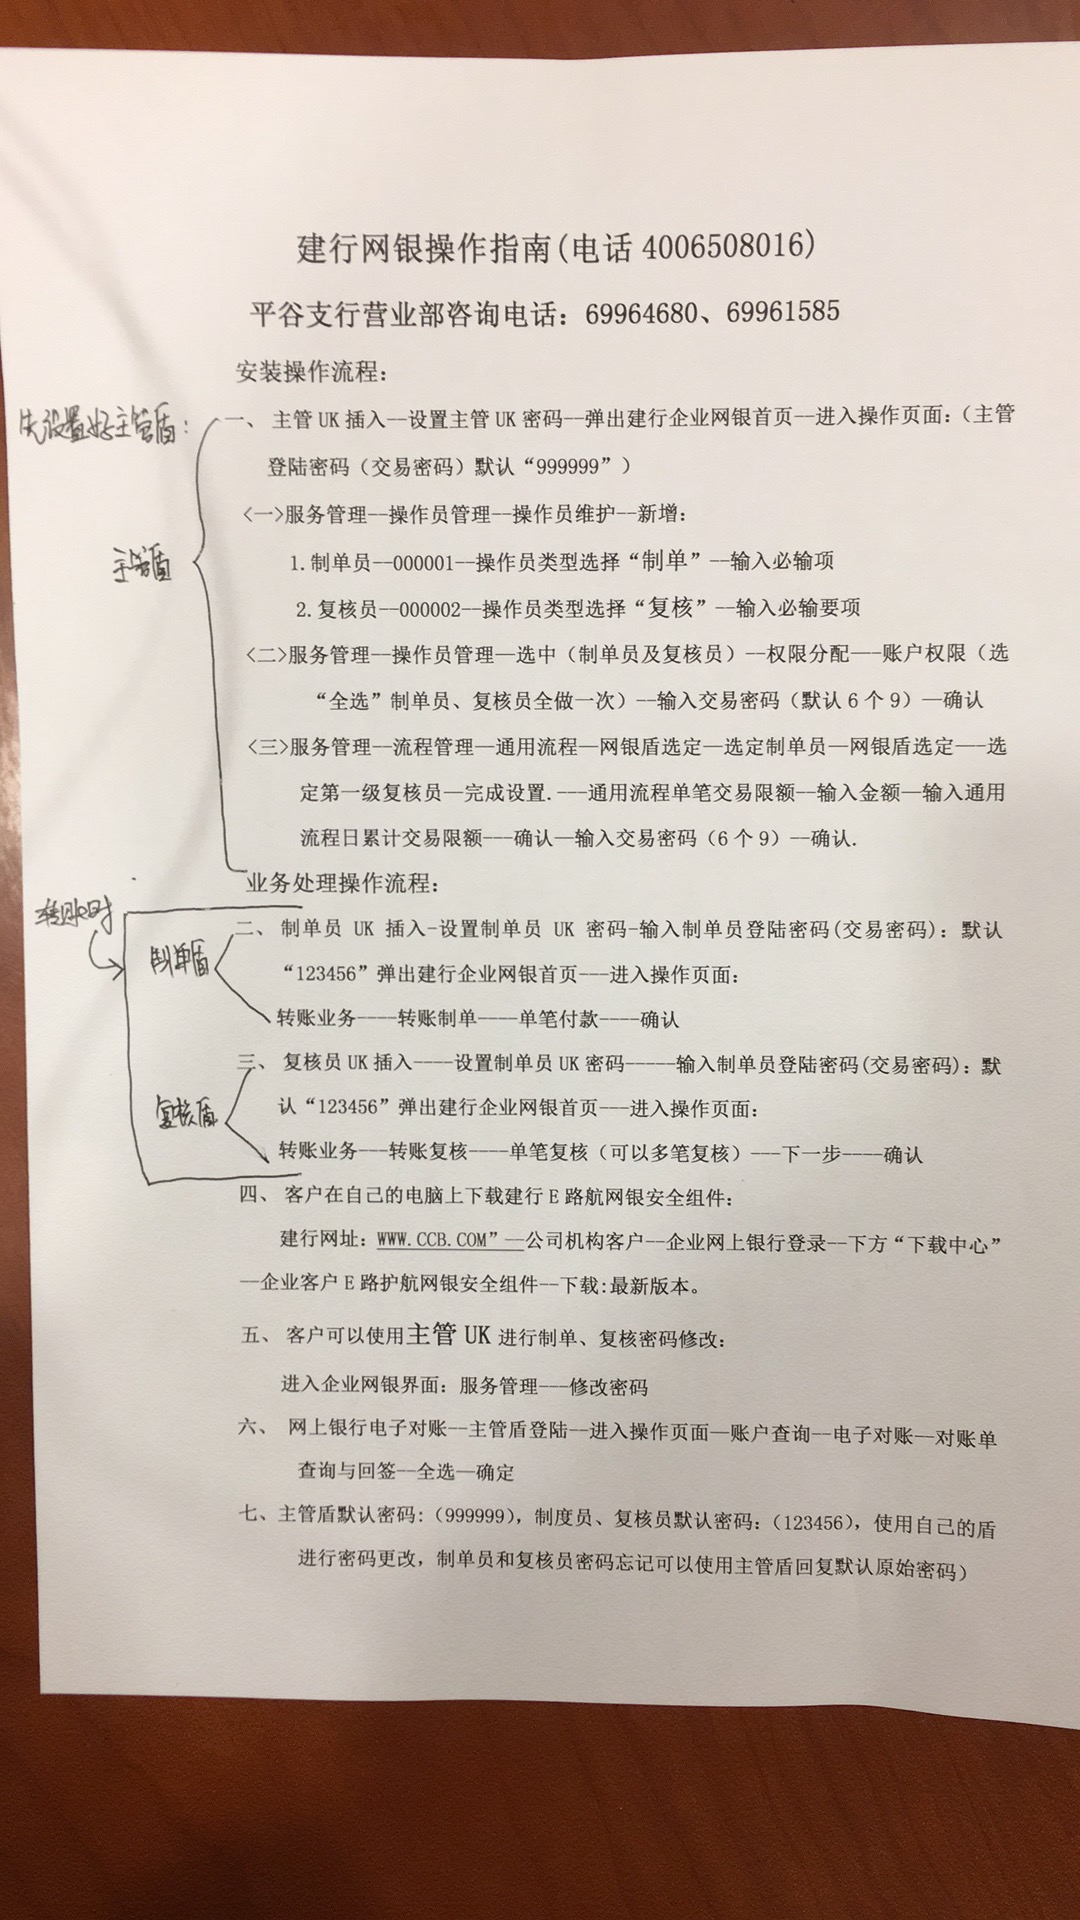 建行网银操作指南(电话 4006508016)
平谷支行营业部咨询电话：69964680、69961585
安装操作流程：
先设置好主管盾：
一、 主管 UK 插入--设置主管 UK 密码--弹出建行企业网银首页--进入操作页面：（主管
登陆密码（交易密码）默认“999999”）
<一>服务管理--操作员管理--操作员维护--新增：
主管盾
1. 制单员--000001--操作员类型选择“制单”--输入必输项
2. 复核员--000002--操作员类型选择“复核”--输入必输要项
<二>服务管理--操作员管理—选中（制单员及复核员）--权限分配—-账户权限（选
“全选”制单员、复核员全做一次）--输入交易密码（默认 6 个 9）—确认
<三>服务管理--流程管理—通用流程—网银盾选定—选定制单员—网银盾选定—-选
定第一级复核员—完成设置.---通用流程单笔交易限额--输入金额—输入通用
流程日累计交易限额---确认—输入交易密码（6 个 9）--确认.
业务处理操作流程：
转账时
二、 制单员 UK 插入-设置制单员 UK 密码-输入制单员登陆密码(交易密码)：默认
制单盾
“123456”弹出建行企业网银首页---进入操作页面：
转账业务----转账制单----单笔付款----确认
三、 复核员 UK 插入----设置制单员 UK 密码-----输入制单员登陆密码(交易密码)：默
复核盾
认“123456”弹出建行企业网银首页---进入操作页面：
转账业务---转账复核----单笔复核（可以多笔复核）---下一步----确认
四、 客户在自己的电脑上下载建行 E 路航网银安全组件：
建行网址：WWW.CCB.COM”—公司机构客户--企业网上银行登录--下方“下载中心”
—企业客户 E 路护航网银安全组件--下载:最新版本。
五、 客户可以使用主管 UK 进行制单、复核密码修改：
进入企业网银界面：服务管理---修改密码
六、 网上银行电子对账--主管盾登陆--进入操作页面—账户查询--电子对账--对账单
查询与回签--全选—确定
七、主管盾默认密码:（999999），制度员、复核员默认密码：（123456），使用自己的盾
进行密码更改，制单员和复核员密码忘记可以使用主管盾回复默认原始密码）